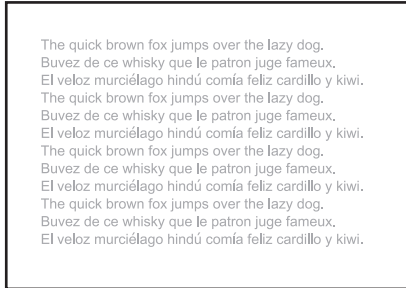 The quick brown fox jumps over the lazy dog.
Buvez de ce whisky que le patron juge fameux.
El veloz murciélago hindú comía feliz cardillo y kiwi.
The quick brown fox jumps over the lazy dog.
Buvez de ce whisky que le patron juge fameux.
El veloz murciélago hindú comía feliz cardillo y kiwi.
The quick brown fox jumps over the lazy dog.
Buvez de ce whisky que le patron juge fameux.
El veloz murciélago hindú comía feliz cardillo y kiwi.
The quick brown fox jumps over the lazy dog.
Buvez de ce whisky que le patron juge fameux.
El veloz murciélago hindú comía feliz cardillo y kiwi.